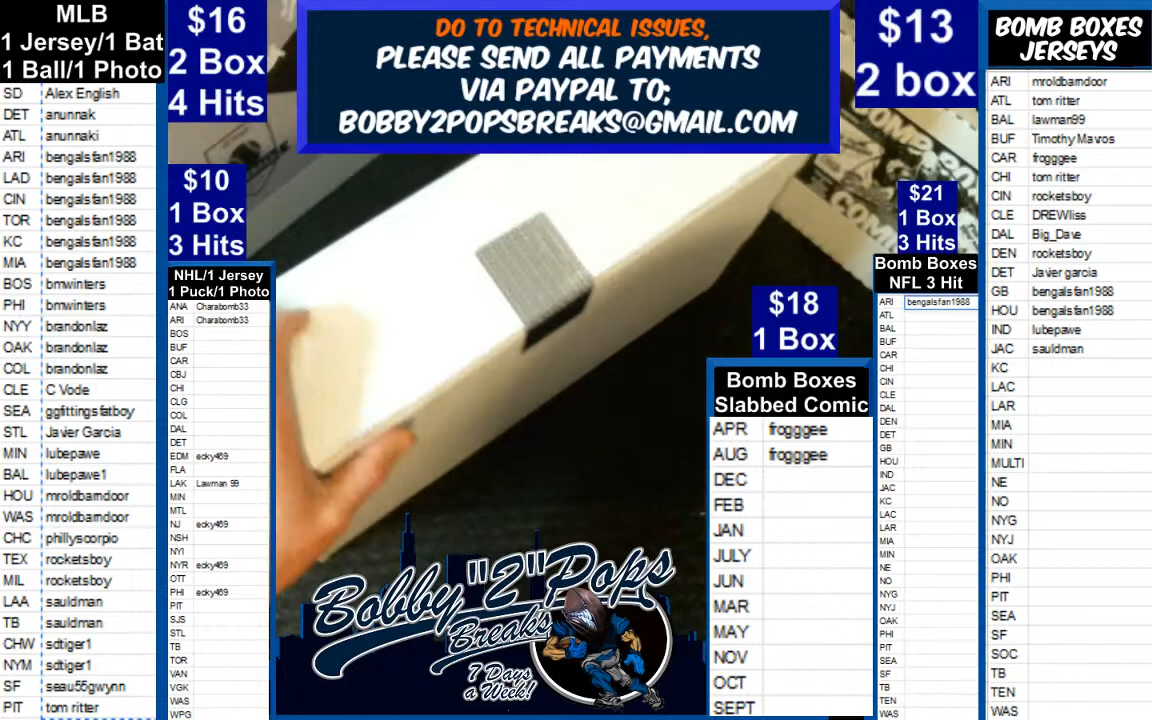 MLB
1 Jersey/1 Bat
1 Ball/1 Photo
SD Alex English
DET anunnak
ATL anunnaki
ARI bengalsfan1988
LAD bengalsfan1988
CIN bengalsfan1988
TOR bengalsfan1988
KC bengalsfan1988
MIA bengalsfan1988
BOS bmwinters
PHI bmwinters
NYY brandonlaz
OAK brandonlaz
COL brandonlaz
CLE C Vode
SEA ggfittingsfatboy
STL Javier Garcia
MIN lubepawe
BAL lubepawe1
HOU mroldbarndoor
WAS mroldbarndoor
CHC phillyscorpio
TEX rocketsboy
MIL rocketsboy
LAA sauldman
TB sauldman
CHW sdtiger1
NYM sdtiger1
SF seau55gwynn
PIT tom ritter
$16
2 Box
4 Hits
$10
1 Box
3 Hits
NHL/1 Jersey
1 Puck/1 Photo
ANA Charabomb33
ARI Charabomb33
BOS
BUF
CAR
CBJ
CHI
CLG
COL
DAL
DET
EDM ecky469
FLA
LAK Lawman 99
MIN
MTL
NJ ecky469
NSH
NYI
NYR ecky469
OTT
PHI ecky469
PIT
SJS
STL
TB
TOR
VAN
VGK
WAS
WPG
DO TO TECHNICAL ISSUES,
PLEASE SEND ALL PAYMENTS
VIA PAYPAL TO;
BOBBY2POPSBREAKS@GMAIL.COM
Bobby "2" Pops
Breaks
7 Days
a Week!
$18
1 Box
Bomb Boxes
Slabbed Comic
APR frogggee
AUG frogggee
DEC
FEB
JAN
JULY
JUN
MAR
MAY
NOV
OCT
SEPT
$13
2 box
$21
1 Box
3 Hits
Bomb Boxes
NFL 3 Hit
ARI bengalsfan1988
ATL
BAL
BUF
CAR
CHI
CIN
CLE
DAL
DEN
DET
GB
HOU
IND
JAC
KC
LAC
LAR
MIA
MIN
NE
NO
NYG
NYJ
OAK
PHI
PIT
SEA
SF
TB
TEN
WAS
BOMB BOXES
JERSEYS
ARI mroldbarndoor
ATL tom ritter
BAL lawman99
BUF Timothy Mavros
CAR frogggee
CHI tom ritter
CIN rocketsboy
CLE DREWliss
DAL Big_Dave
DEN rocketsboy
DET Javier garcia
GB bengalsfan1988
HOU bengalsfan1988
IND lubepawe
JAC sauldman
KC
LAC
LAR
MIA
MIN
MULTI
NE
NO
NYG
NYJ
OAK
PHI
PIT
SEA
SF
SOC
TB
TEN
WAS